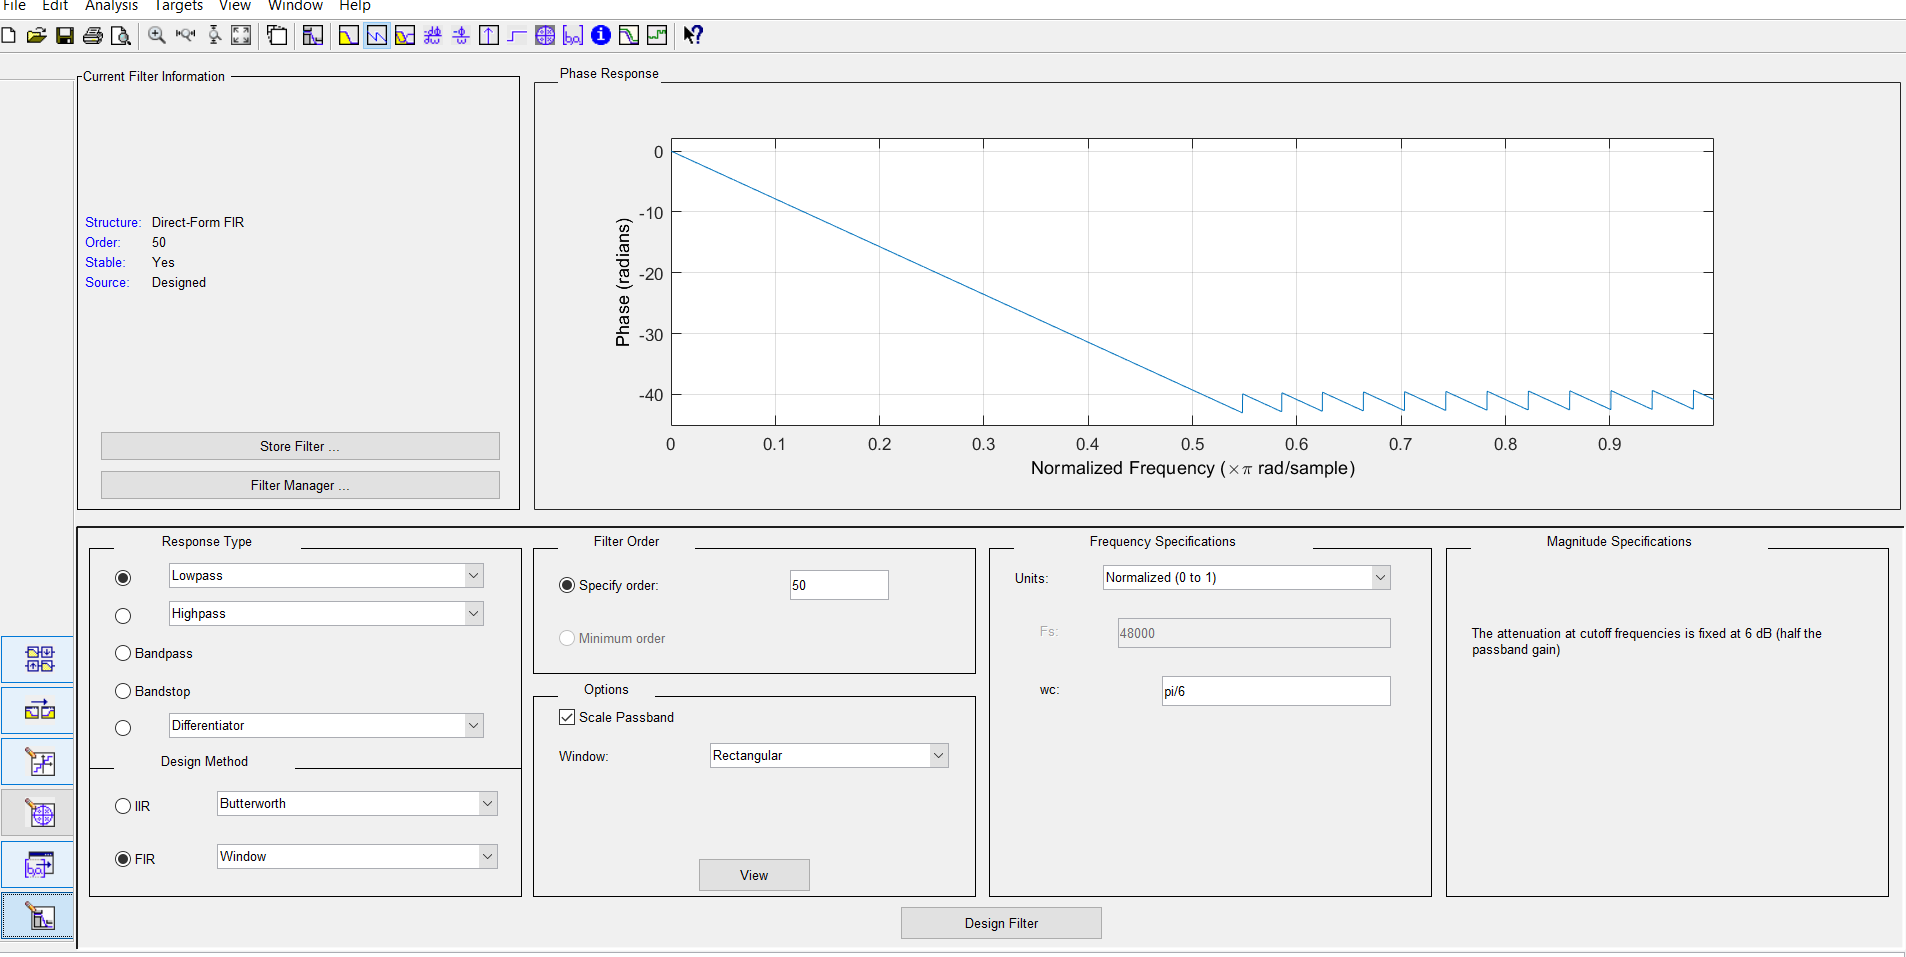 File Edit Analysis Targets View Window Help
Current Filter Information
Structure: Direct-Form FIR
Order: 50
Stable: Yes
Source: Designed
Store Filter ...
Filter Manager ...
Phase Response
Phase (radians)
0
-10
-20
-30
-40
0 0.1 0.2 0.3 0.4 0.5 0.6 0.7 0.8 0.9
Normalized Frequency (×π rad/sample)
Response Type
Lowpass
Highpass
Bandpass
Bandstop
Differentiator
Design Method
IIR Butterworth
FIR Window
Filter Order
Specify order: 50
Minimum order
Options
Scale Passband
Window: Rectangular
View
Frequency Specifications
Units: Normalized (0 to 1)
Fs: 48000
wc: pi/6
Magnitude Specifications
The attenuation at cutoff frequencies is fixed at 6 dB (half the
passband gain)
Design Filter